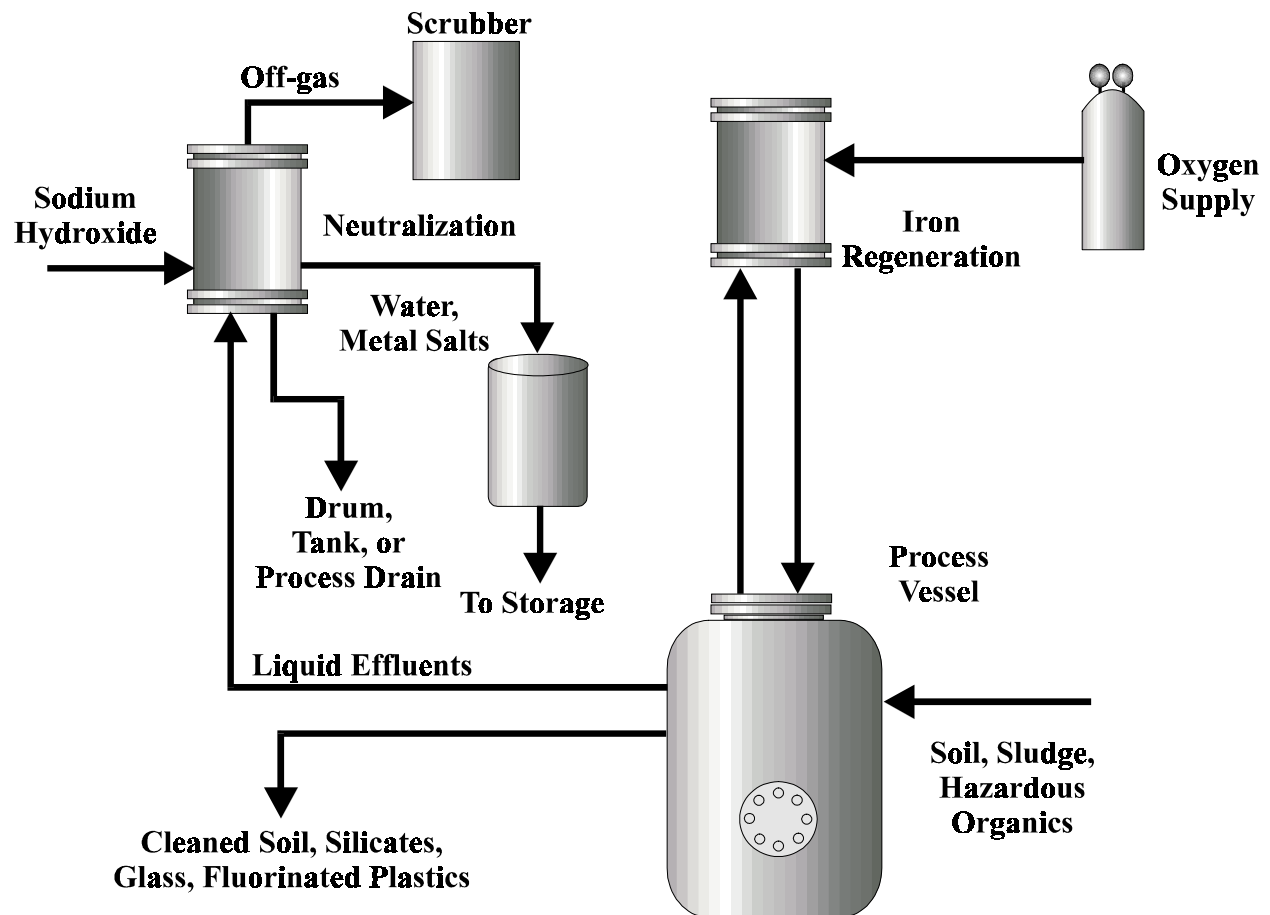 Scrubber
Off-gas
Sodium
Hydroxide
Neutralization
Water,
Metal Salts
Drum,
Tank, or
Process Drain
To Storage
Iron
Regeneration
Oxygen
Supply
Process
Vessel
Liquid Effluents
Soil, Sludge,
Hazardous
Organics
Cleaned Soil, Silicates,
Glass, Fluorinated Plastics